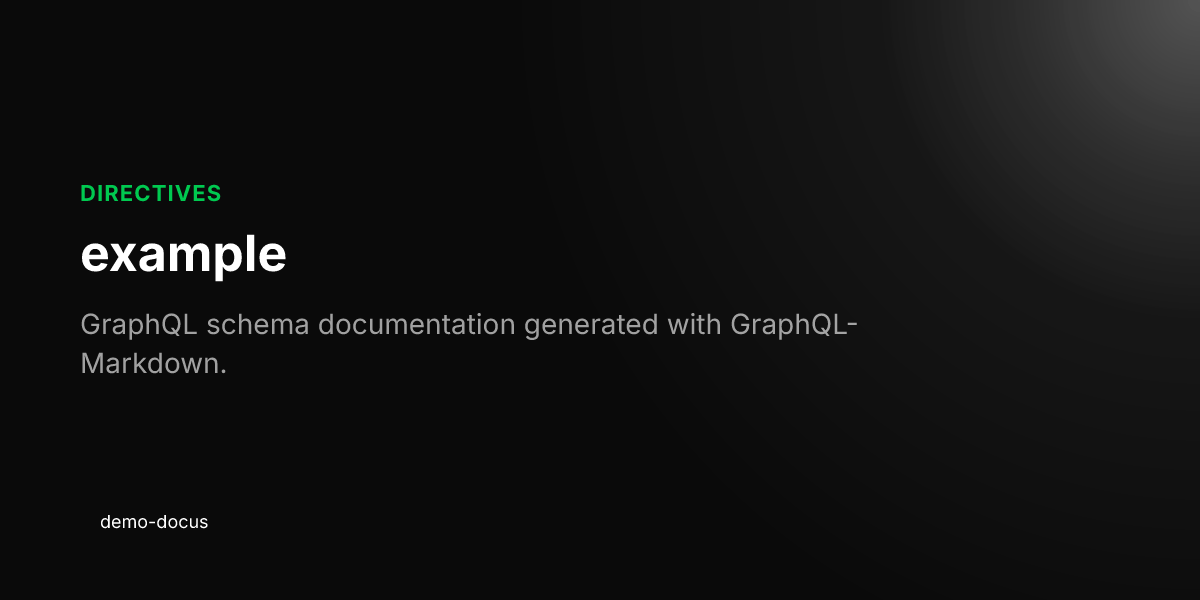 DIRECTIVES
example
GraphQL schema documentation generated with GraphQL-
Markdown.
demo-docus